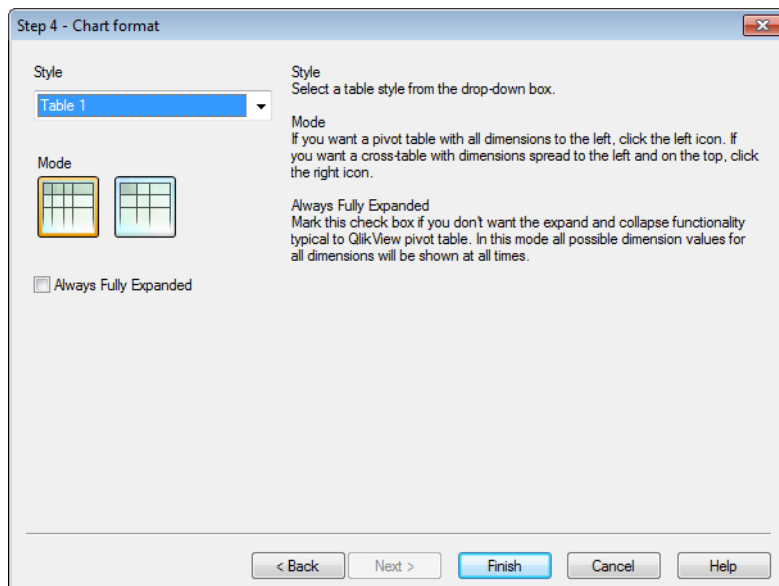 Step 4 - Chart format
Style
Table 1
Mode
Always Fully Expanded
Style
Select a table style from the drop-down box.
Mode
If you want a pivot table with all dimensions to the left, click the left icon. If
you want a cross-table with dimensions spread to the left and on the top, click
the right icon.
Always Fully Expanded
Mark this check box if you don't want the expand and collapse functionality
typical to QlikView pivot table. In this mode all possible dimension values for
all dimensions will be shown at all times.
< Back
Next >
Finish
Cancel
Help